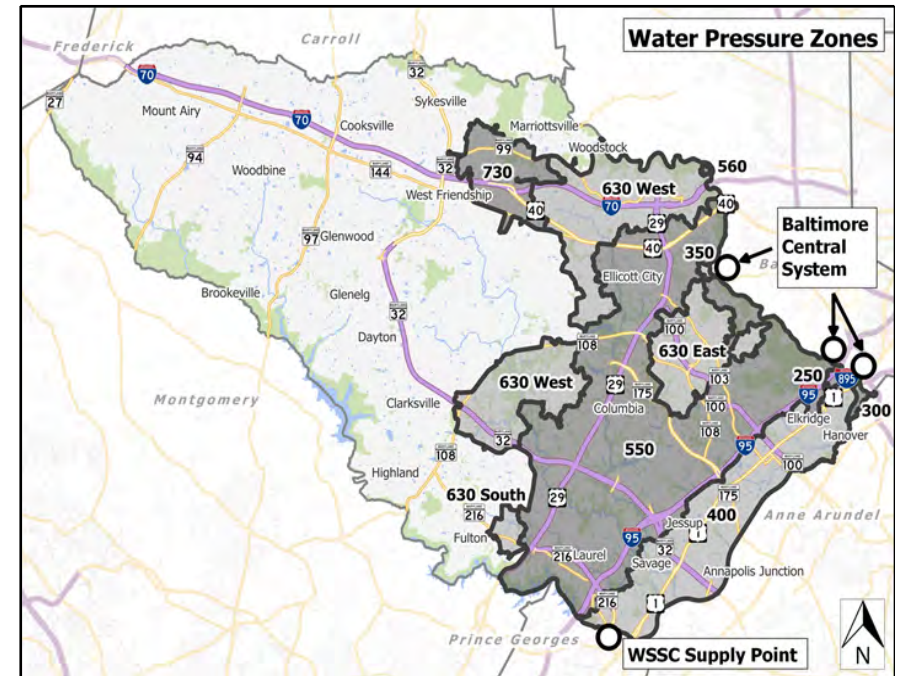 Water Pressure Zones
Frederick
Carroll
70
32
27
Mount Airy
Sykesville
70
Cooksville
Marriottsville
99
Woodstock
94
144
32
730
560
Woodbine
630 West
West Friendship
70
40
40
29
Baltimore
Central
System
97
Glenwood
40
350
Ba
Ellicott City
Brookeville
Glenelg
32
100
Dayton
108
630 East
630 West
250
895
29
175
103
95
1
300
Montgomery
Clarksville
Columbia
100
Elkridge
Hanover
32
108
550
95
108
100
Highland
630 South
29
175
216
400
Anne Arundel
Jessup
1
Fulton
95
32
216
Laurel
Savage
Annapolis Junction
216
1
Prince Georges
WSSC Supply Point
N